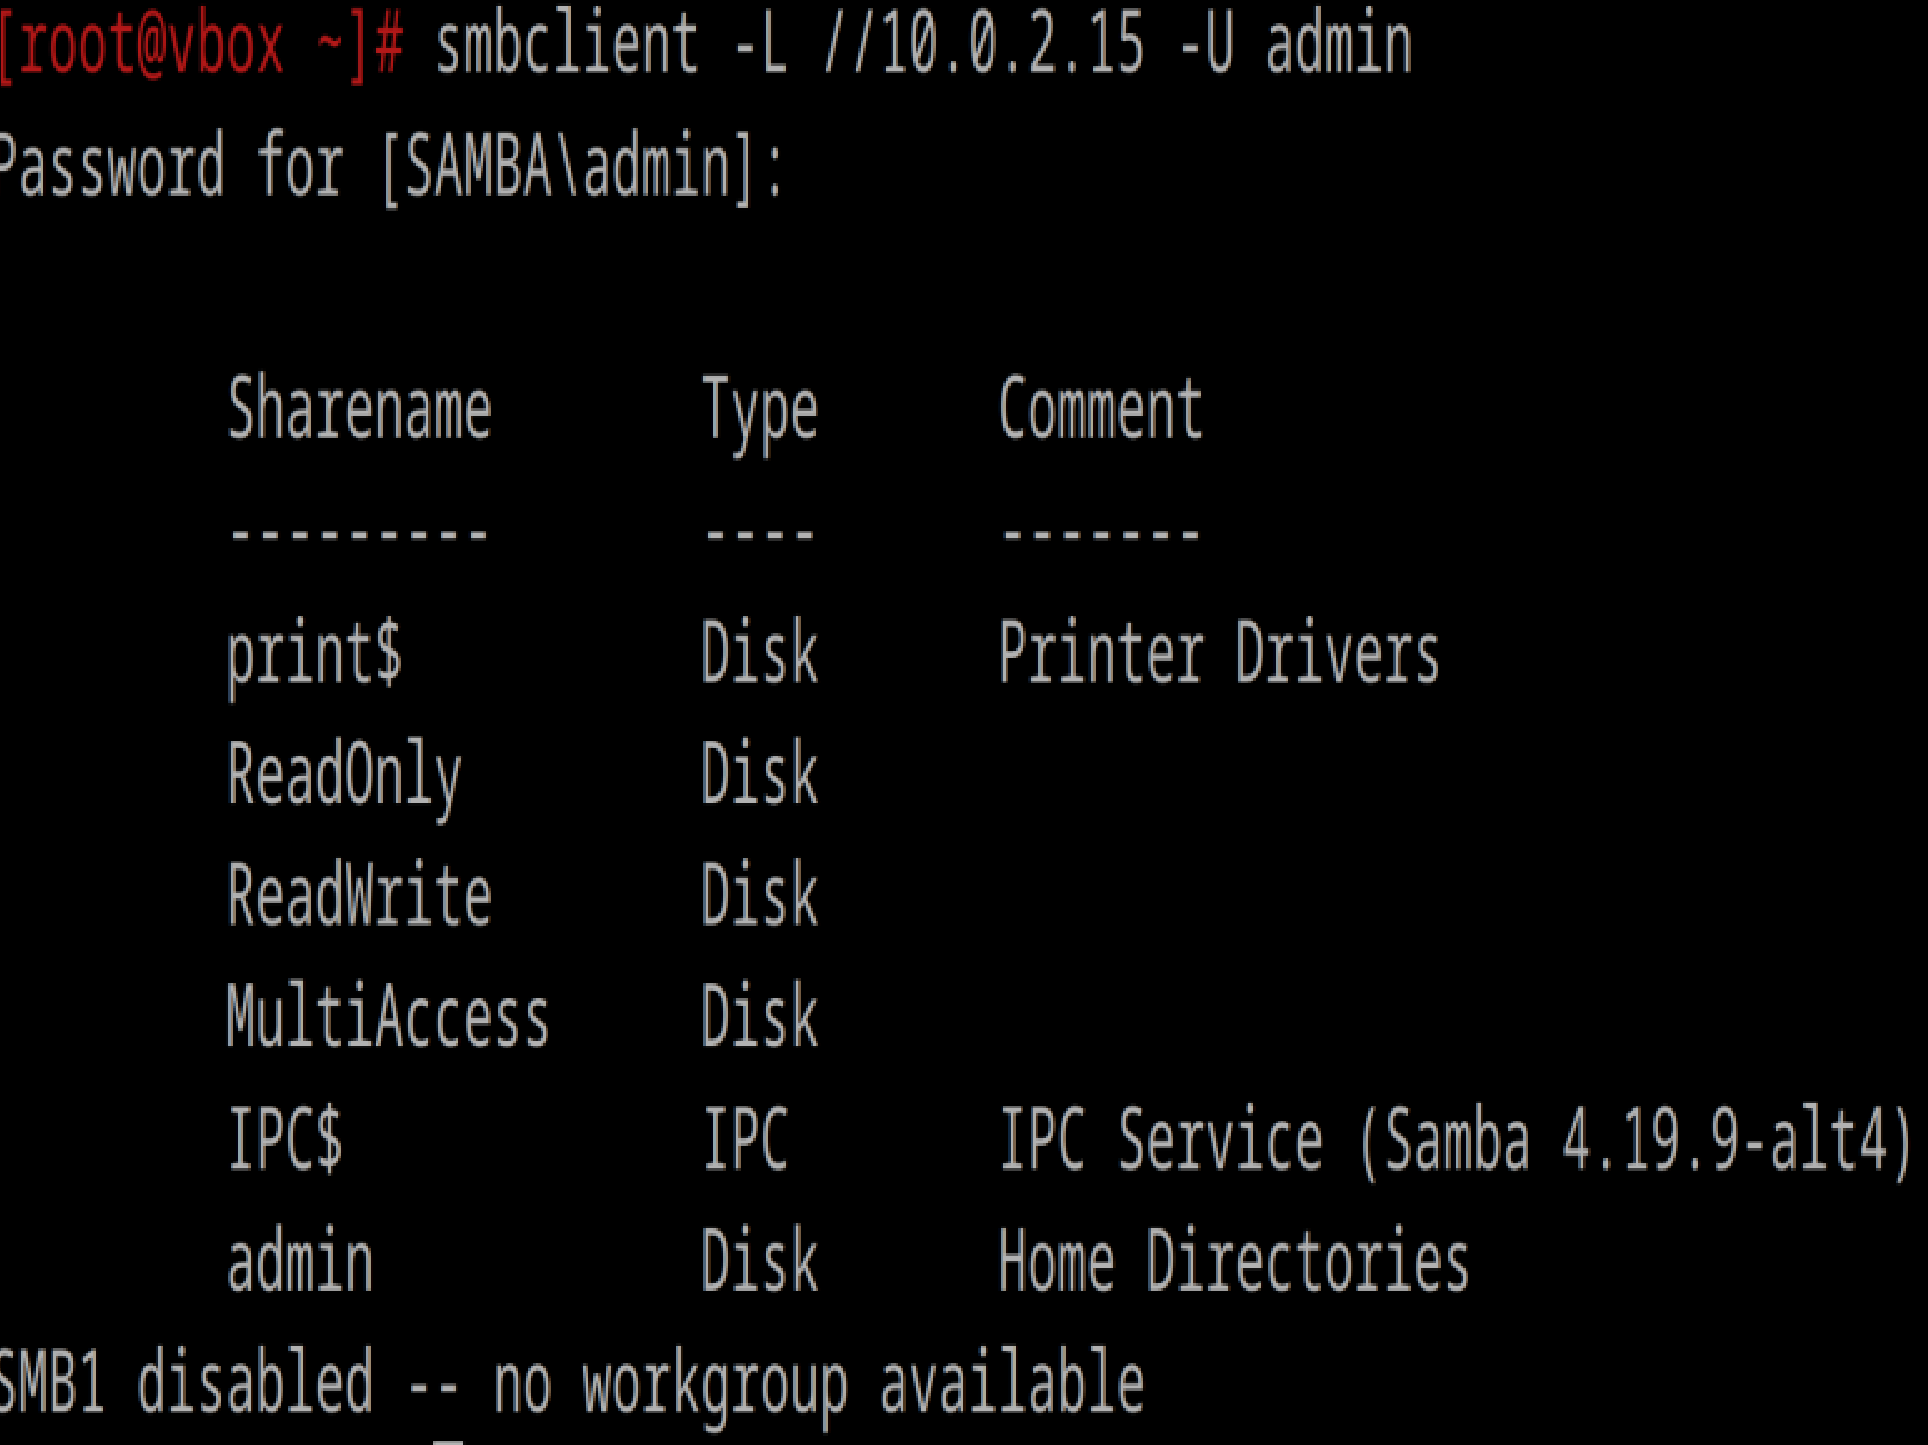 [root@vbox ~]# smbclient -L //10.0.2.15 -U admin
Password for [SAMBA\admin]:
Sharename Type Comment
--------- ---- -------
print$ Disk Printer Drivers
ReadOnly Disk
ReadWrite Disk
MultiAccess Disk
IPC$ IPC IPC Service (Samba 4.19.9-alt4)
admin Disk Home Directories
SMB1 disabled -- no workgroup available